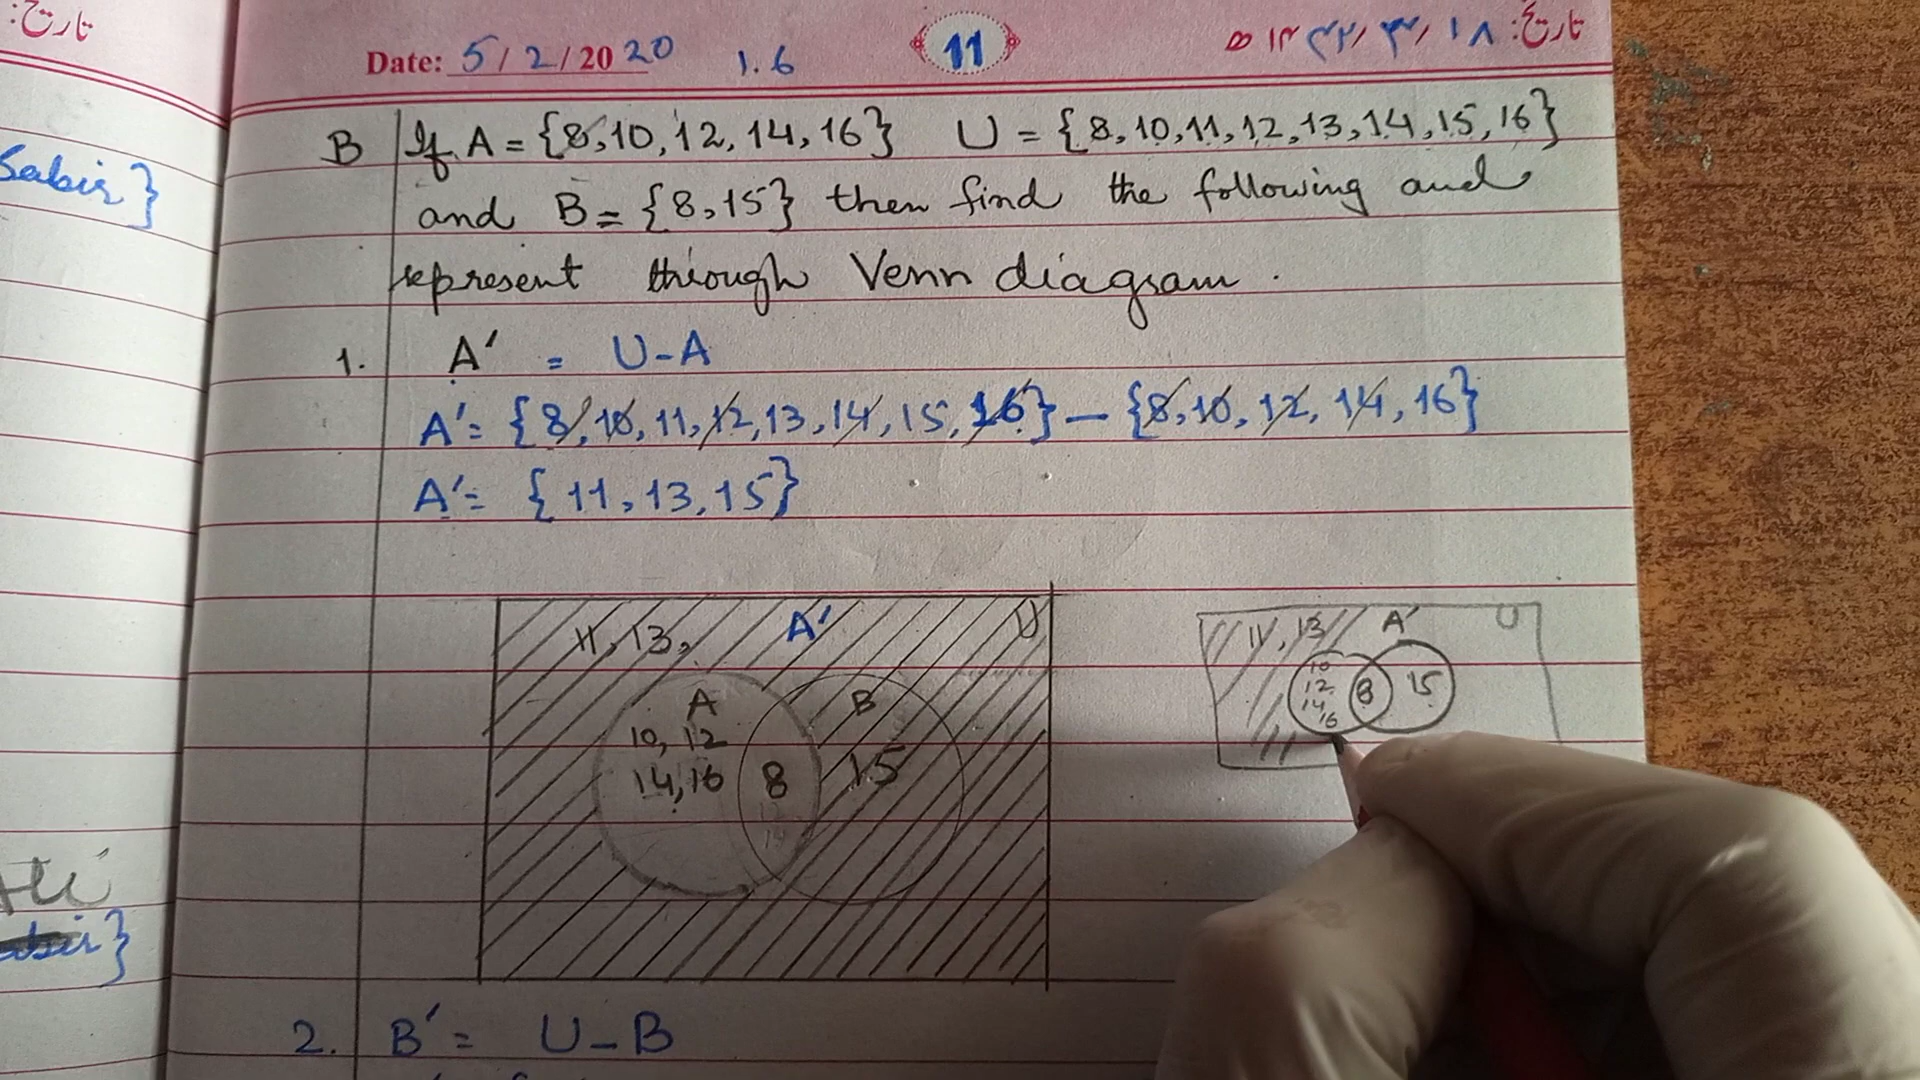 تاریخ:
Date: 5/2/2020 1.6 11 تاریخ: ۱۸/۳/۱۴۴۲ ھ
Sabir}
B If A = {8,10,12,14,16} U = {8,10,11,12,13,14,15,16}
and B = {8,15} then find the following and
represent through Venn diagram.
1. A' = U-A
A'= {8,10,11,12,13,14,15,16} - {8,10,12,14,16}
A'= {11,13,15}
11, 13, A' U
A B
10, 12
14,16 8 15
11, 13 A' U
10
12 8 15
14
16
2. B' = U-B